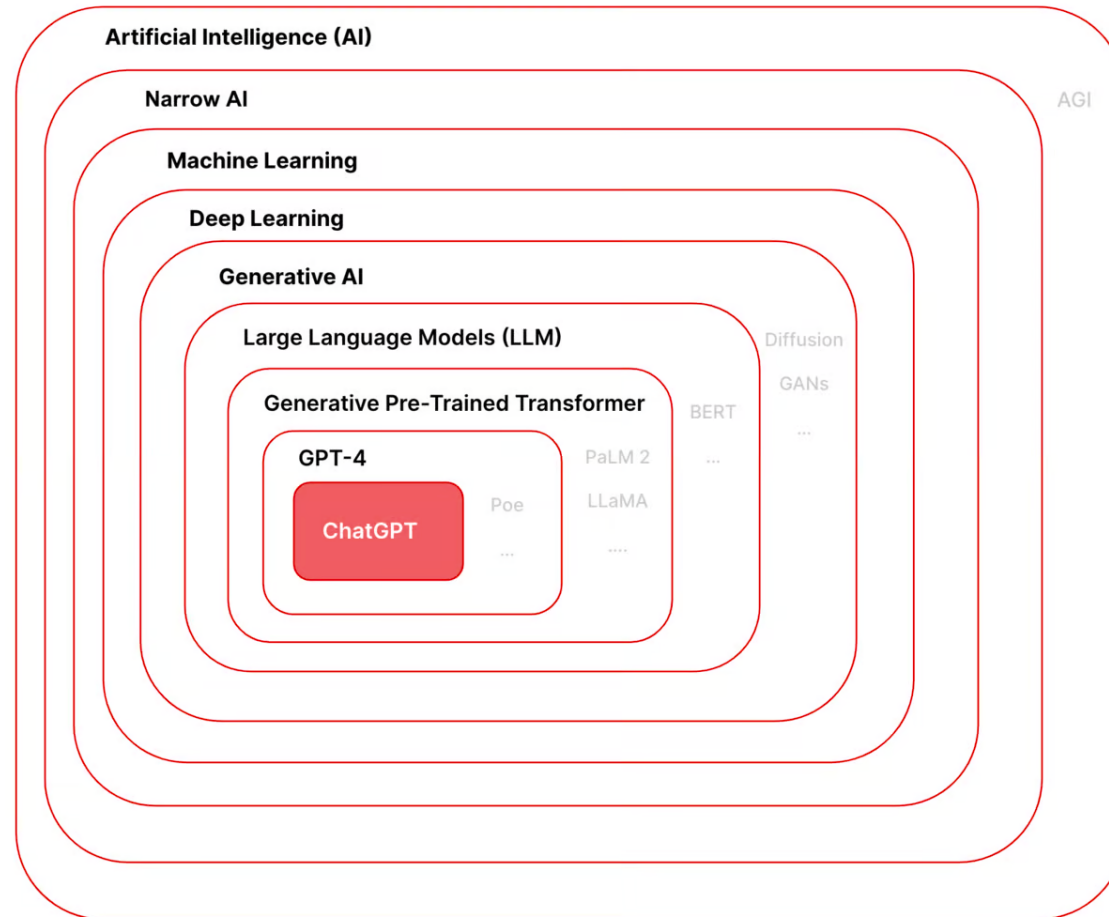 Artificial Intelligence (AI)
Narrow AI
AGI
Machine Learning
Deep Learning
Generative AI
Large Language Models (LLM)
Diffusion
GANs
...
Generative Pre-Trained Transformer
BERT
...
GPT-4
PaLM 2
LLaMA
....
Poe
...
ChatGPT